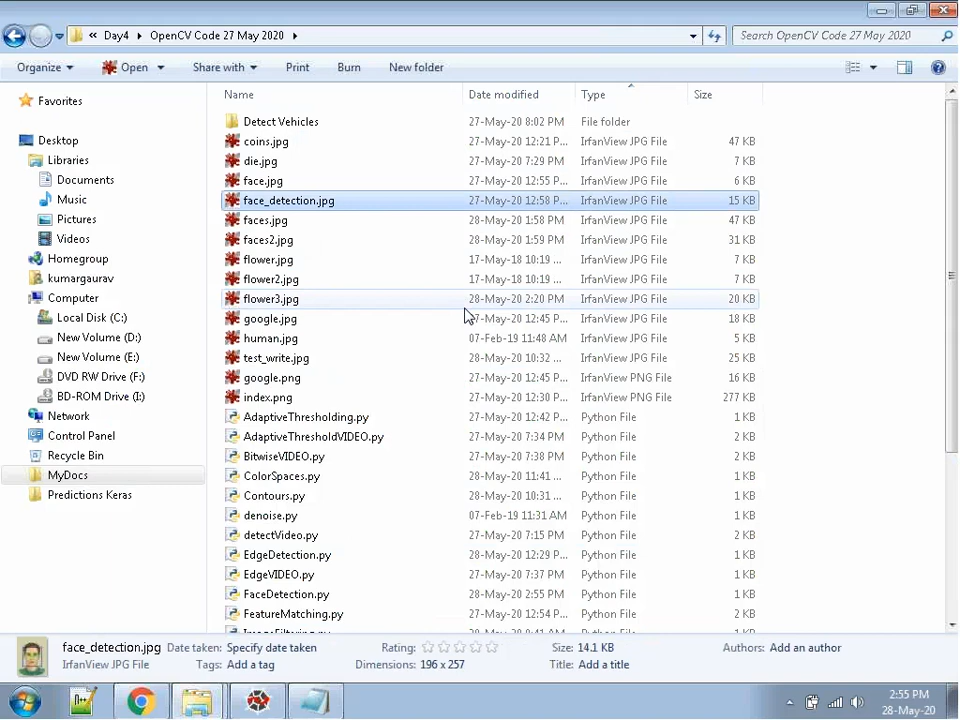 « Day4 ▸ OpenCV Code 27 May 2020 ▸ Search OpenCV Code 27 May 2020
Organize Open Share with Print Burn New folder
Name Date modified Type Size
Favorites
Desktop
Libraries
Documents
Music
Pictures
Videos
Homegroup
kumargaurav
Computer
Local Disk (C:)
New Volume (D:)
New Volume (E:)
DVD RW Drive (F:)
BD-ROM Drive (I:)
Network
Control Panel
Recycle Bin
MyDocs
Predictions Keras
Detect Vehicles 27-May-20 8:02 PM File folder
coins.jpg 27-May-20 12:21 P... IrfanView JPG File 47 KB
die.jpg 27-May-20 7:29 PM IrfanView JPG File 7 KB
face.jpg 27-May-20 12:55 P... IrfanView JPG File 6 KB
face_detection.jpg 27-May-20 12:58 P... IrfanView JPG File 15 KB
faces.jpg 28-May-20 1:58 PM IrfanView JPG File 47 KB
faces2.jpg 28-May-20 1:59 PM IrfanView JPG File 31 KB
flower.jpg 17-May-18 10:19 ... IrfanView JPG File 7 KB
flower2.jpg 17-May-18 10:19 ... IrfanView JPG File 7 KB
flower3.jpg 28-May-20 2:20 PM IrfanView JPG File 20 KB
google.jpg 27-May-20 12:45 P... IrfanView JPG File 18 KB
human.jpg 07-Feb-19 11:48 AM IrfanView JPG File 5 KB
test_write.jpg 28-May-20 10:32 ... IrfanView JPG File 25 KB
google.png 27-May-20 12:45 P... IrfanView PNG File 16 KB
index.png 27-May-20 12:30 P... IrfanView PNG File 277 KB
AdaptiveThresholding.py 27-May-20 12:42 P... Python File 1 KB
AdaptiveThresholdVIDEO.py 27-May-20 7:34 PM Python File 2 KB
BitwiseVIDEO.py 27-May-20 7:38 PM Python File 2 KB
ColorSpaces.py 28-May-20 11:41 ... Python File 1 KB
Contours.py 28-May-20 10:31 ... Python File 1 KB
denoise.py 07-Feb-19 11:31 AM Python File 1 KB
detectVideo.py 27-May-20 7:15 PM Python File 2 KB
EdgeDetection.py 28-May-20 12:29 P... Python File 1 KB
EdgeVIDEO.py 27-May-20 7:37 PM Python File 1 KB
FaceDetection.py 28-May-20 2:55 PM Python File 1 KB
FeatureMatching.py 27-May-20 12:54 P... Python File 2 KB
ImageFiltering.py 28-May-20 9:41 AM Python File 1 KB
face_detection.jpg Date taken: Specify date taken Rating: Size: 14.1 KB Authors: Add an author
IrfanView JPG File Tags: Add a tag Dimensions: 196 x 257 Title: Add a title
2:55 PM
28-May-20